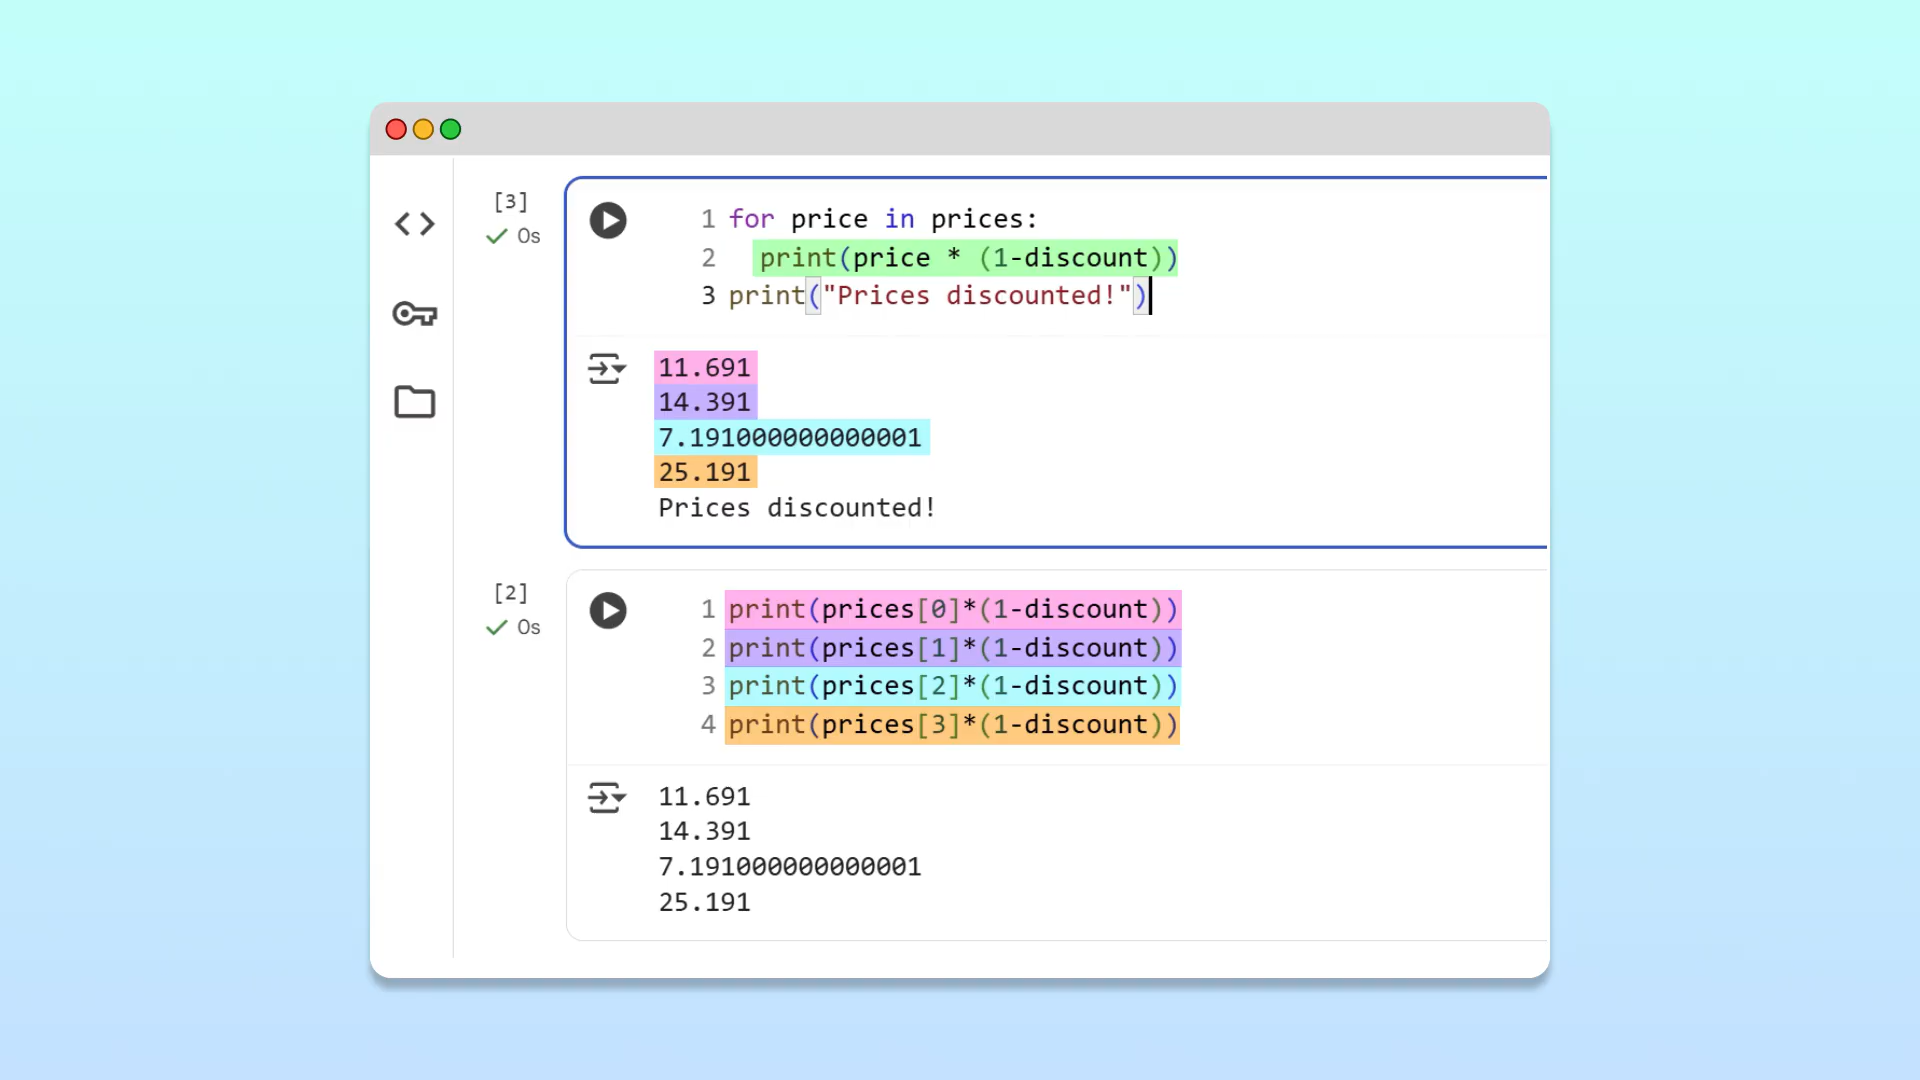 [3]
0s
1 for price in prices:
2   print(price * (1-discount))
3 print("Prices discounted!")
11.691
14.391
7.191000000000001
25.191
Prices discounted!
[2]
0s
1 print(prices[0]*(1-discount))
2 print(prices[1]*(1-discount))
3 print(prices[2]*(1-discount))
4 print(prices[3]*(1-discount))
11.691
14.391
7.191000000000001
25.191